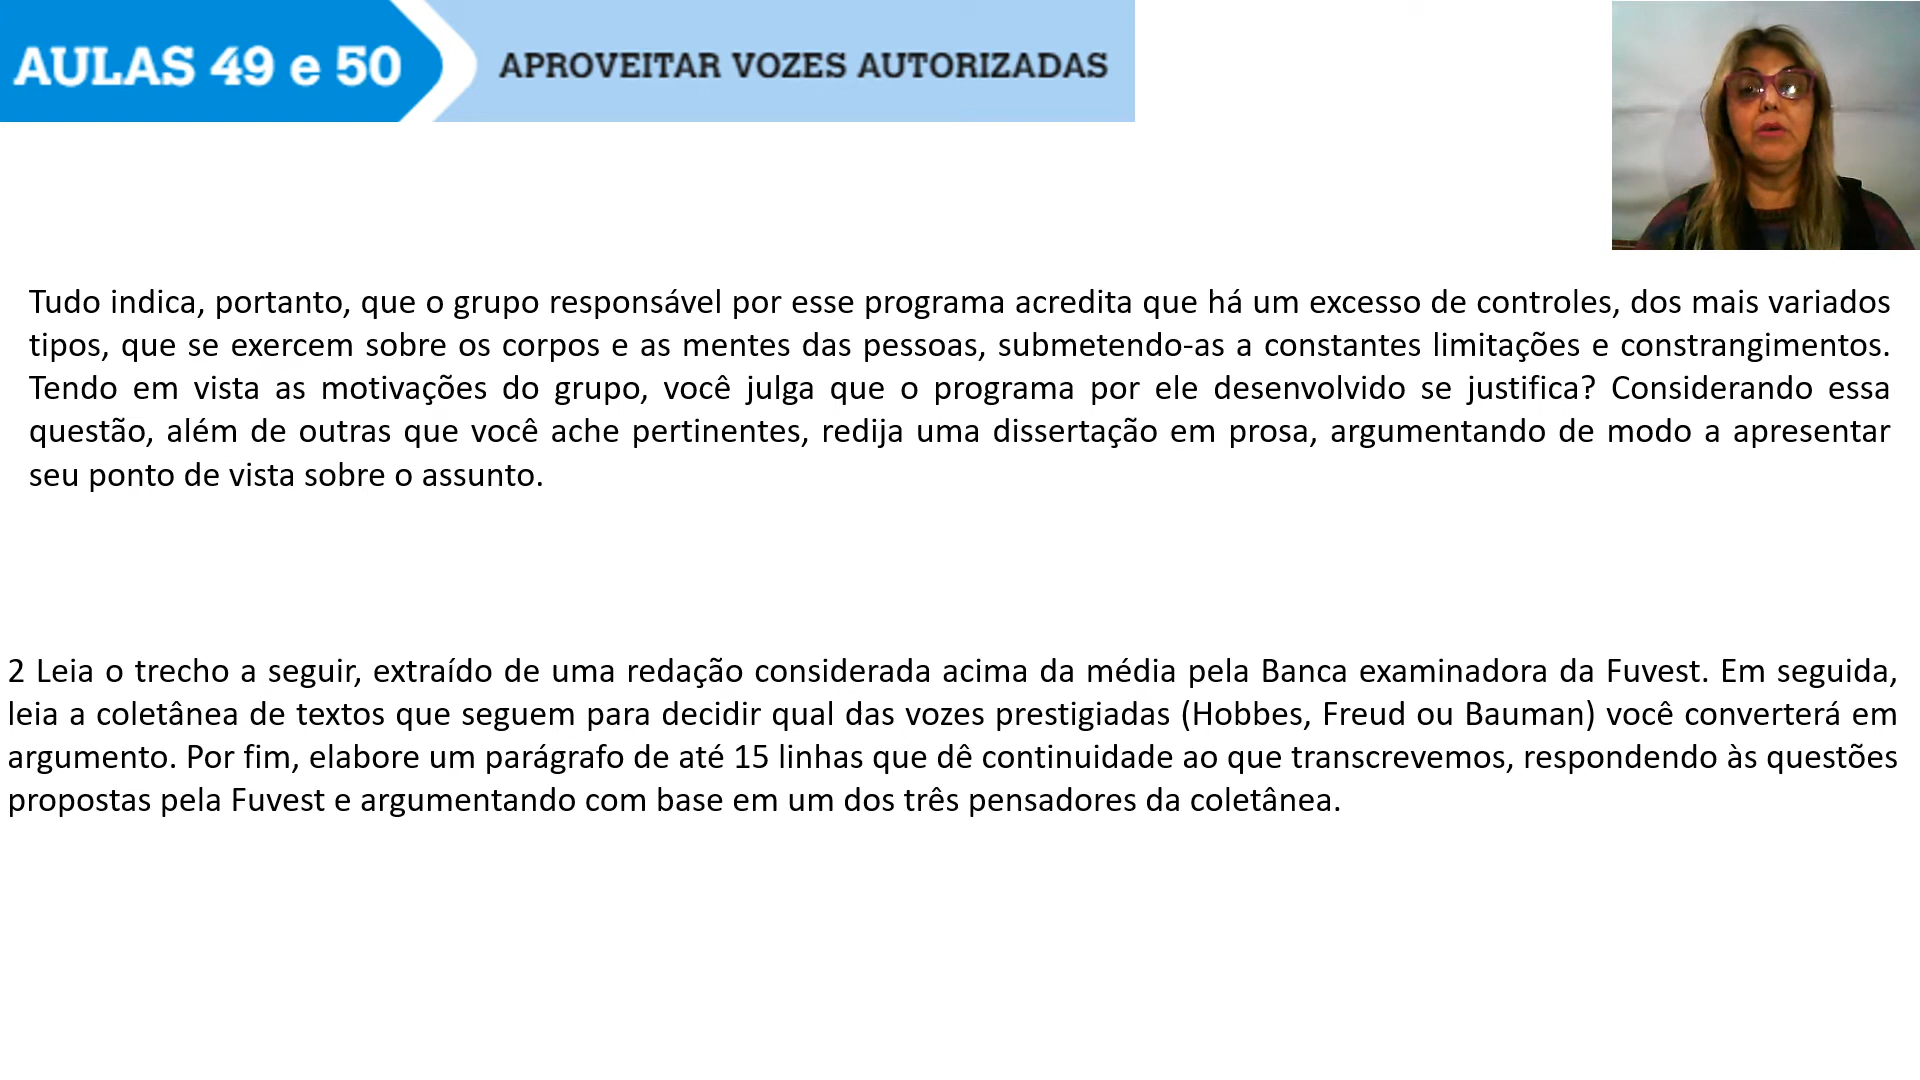 AULAS 49 e 50
APROVEITAR VOZES AUTORIZADAS
Tudo indica, portanto, que o grupo responsável por esse programa acredita que há um excesso de controles, dos mais variados
tipos, que se exercem sobre os corpos e as mentes das pessoas, submetendo-as a constantes limitações e constrangimentos.
Tendo em vista as motivações do grupo, você julga que o programa por ele desenvolvido se justifica? Considerando essa
questão, além de outras que você ache pertinentes, redija uma dissertação em prosa, argumentando de modo a apresentar
seu ponto de vista sobre o assunto.
2 Leia o trecho a seguir, extraído de uma redação considerada acima da média pela Banca examinadora da Fuvest. Em seguida,
leia a coletânea de textos que seguem para decidir qual das vozes prestigiadas (Hobbes, Freud ou Bauman) você converterá em
argumento. Por fim, elabore um parágrafo de até 15 linhas que dê continuidade ao que transcrevemos, respondendo às questões
propostas pela Fuvest e argumentando com base em um dos três pensadores da coletânea.